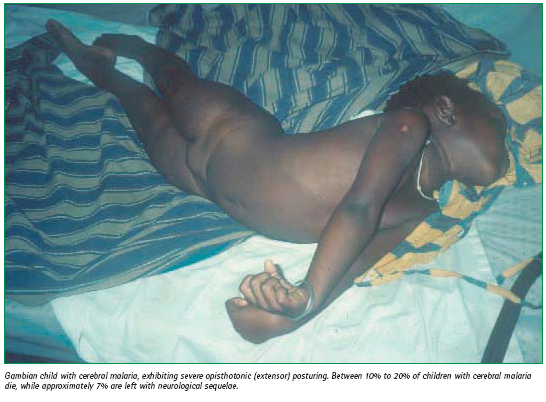 Gambian child with cerebral malaria, exhibiting severe opisthotonic (extensor) posturing. Between 10% to 20% of children with cerebral malaria
die, while approximately 7% are left with neurological sequelae.